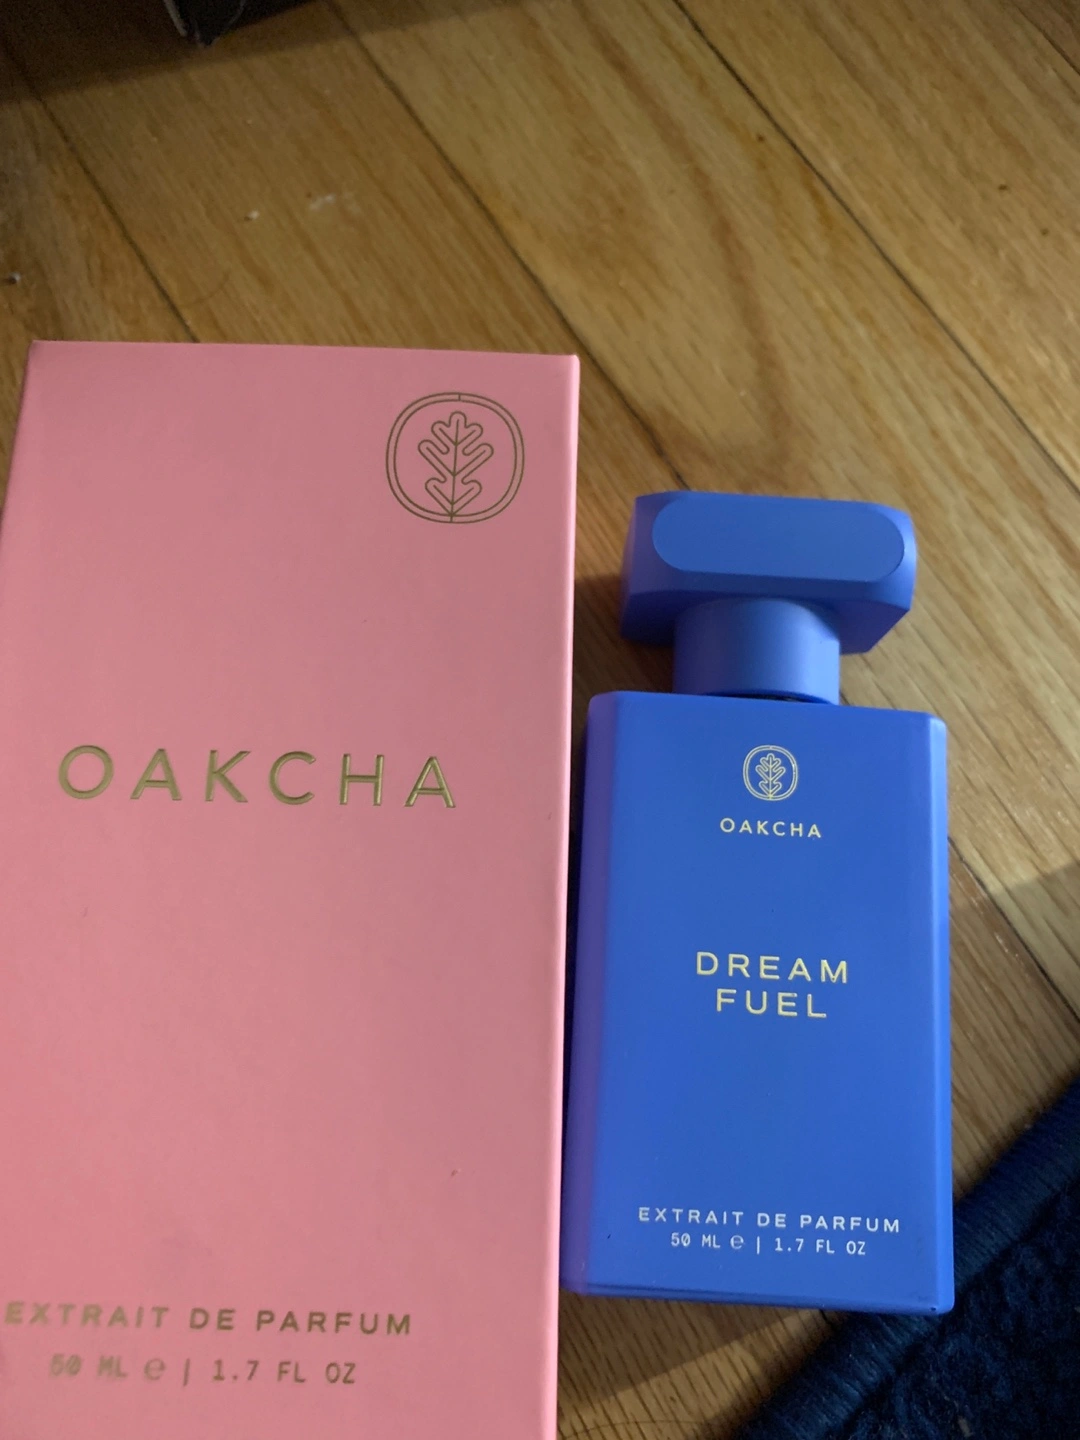 OAKCHA
EXTRAIT DE PARFUM
50 ML ℮ | 1.7 FL OZ
OAKCHA
DREAM
FUEL
EXTRAIT DE PARFUM
50 ML ℮ | 1.7 FL OZ